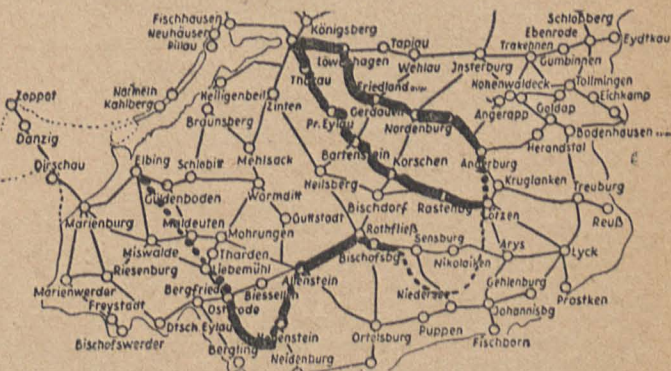 Fischhausen
Königsberg
Schloßberg
Neuhäuser
Pillau
Ebenrode
Eydtkau
Tapiau
Trakehnen
Löwenhagen
Wehlau
Insterburg
Gumbinnen
Tharau
Nohenwaldeck
Tollmingen
Zoppot
Narmeln
Kahlberg
Heiligenbeil
Friedland
Eichkamp
Zinten
Gerdauen
Angerapp
Goldap
Danzig
Braunsberg
Pr. Eylau
Nordenburg
Bodenhausen
Herandstal
Dirschau
Elbing
Schlobitt
Mehlsack
Bartenstein
Korschen
Angerburg
Kruglanken
Heilsberg
Treuburg
Güldenboden
Wormditt
Bischdorf
Rastenbg
Lötzen
Reuß
Marienburg
Guttstadt
Maldeuten
Mohrungen
Rothfließ
Miswalde
Tharden
Bischofsbg
Sensburg
Arys
Lyck
Riesenburg
Liebemühl
Nikolaiken
Allenstein
Gehlenburg
Marienwerder
Bergfriede
Biessellen
Niedersee
Prostken
Freystadt
Osterode
Johannisbg
Dtsch. Eylau
Hohenstein
Puppen
Bischofswerder
Ortelsburg
Fischborn
Bergling
Neidenburg